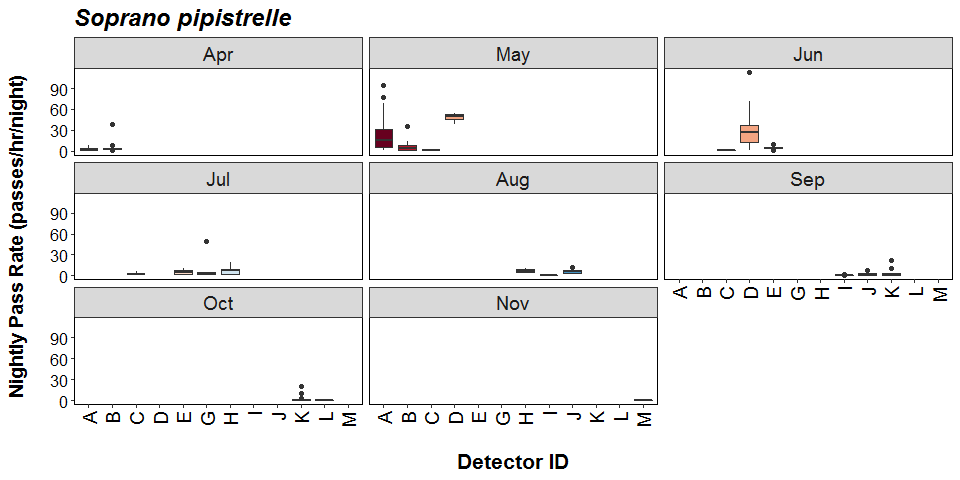 Soprano pipistrelle
Nightly Pass Rate (passes/hr/night)
Apr May Jun
90
60
30
0
Jul Aug Sep
90
60
30
0
A B C D E G H I J K L M
Oct Nov
90
60
30
0
A B C D E G H I J K L M A B C D E G H I J K L M
Detector ID